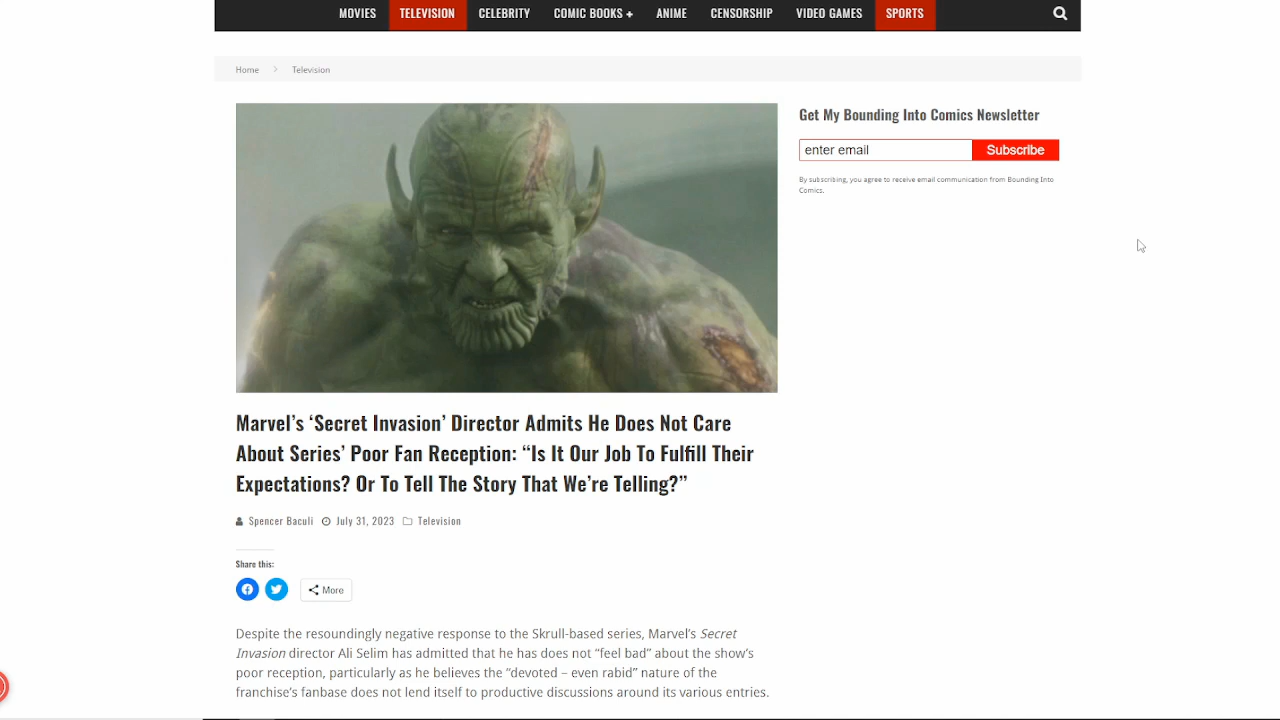 MOVIES TELEVISION CELEBRITY COMIC BOOKS + ANIME CENSORSHIP VIDEO GAMES SPORTS
Home > Television
Get My Bounding Into Comics Newsletter
enter email Subscribe
By subscribing, you agree to receive email communication from Bounding Into
Comics.
Marvel’s ‘Secret Invasion’ Director Admits He Does Not Care
About Series’ Poor Fan Reception: “Is It Our Job To Fulfill Their
Expectations? Or To Tell The Story That We’re Telling?”
Spencer Baculi July 31, 2023 Television
Share this:
More
Despite the resoundingly negative response to the Skrull-based series, Marvel’s Secret
Invasion director Ali Selim has admitted that he has does not “feel bad” about the show’s
poor reception, particularly as he believes the “devoted – even rabid” nature of the
franchise’s fanbase does not lend itself to productive discussions around its various entries.